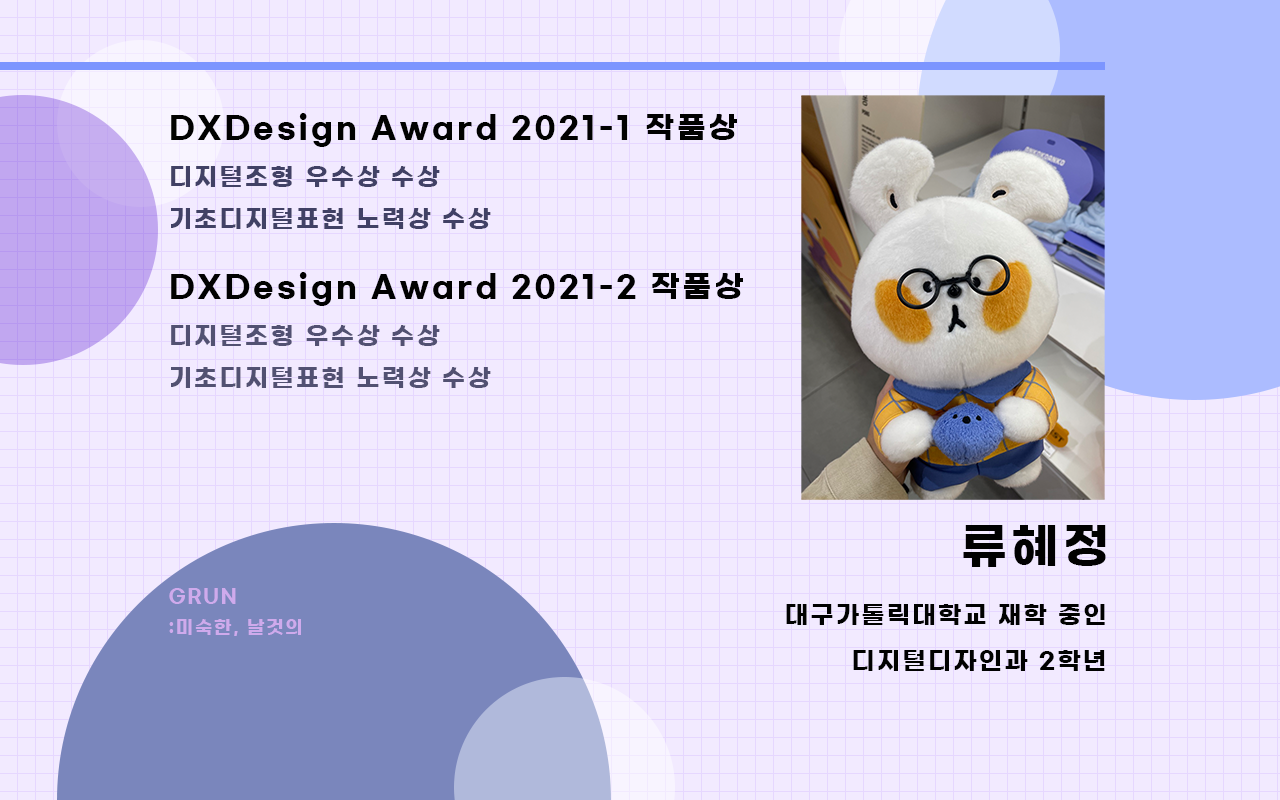 DXDesign Award 2021-1 작품상
디지털조형 우수상 수상
기초디지털표현 노력상 수상
DXDesign Award 2021-2 작품상
디지털조형 우수상 수상
기초디지털표현 노력상 수상
류혜정
대구가톨릭대학교 재학 중인
디지털디자인과 2학년
GRUN
:미숙한, 날것의